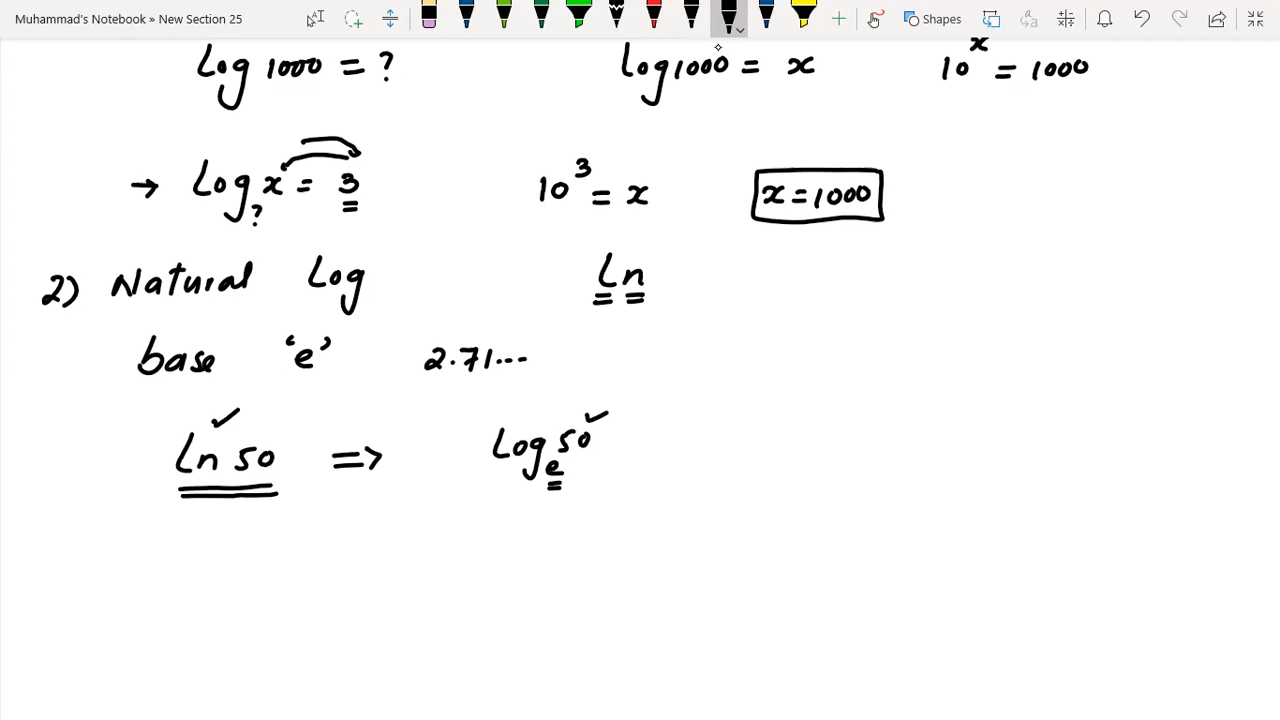 Muhammad's Notebook » New Section 25 Shapes
Log 1000 = ? Log 1000 = x 10^x = 1000
→ Log_? x = 3 10^3 = x x = 1000
2) Natural Log Ln
base 'e' 2.71...
Ln 50 => Log_e 50